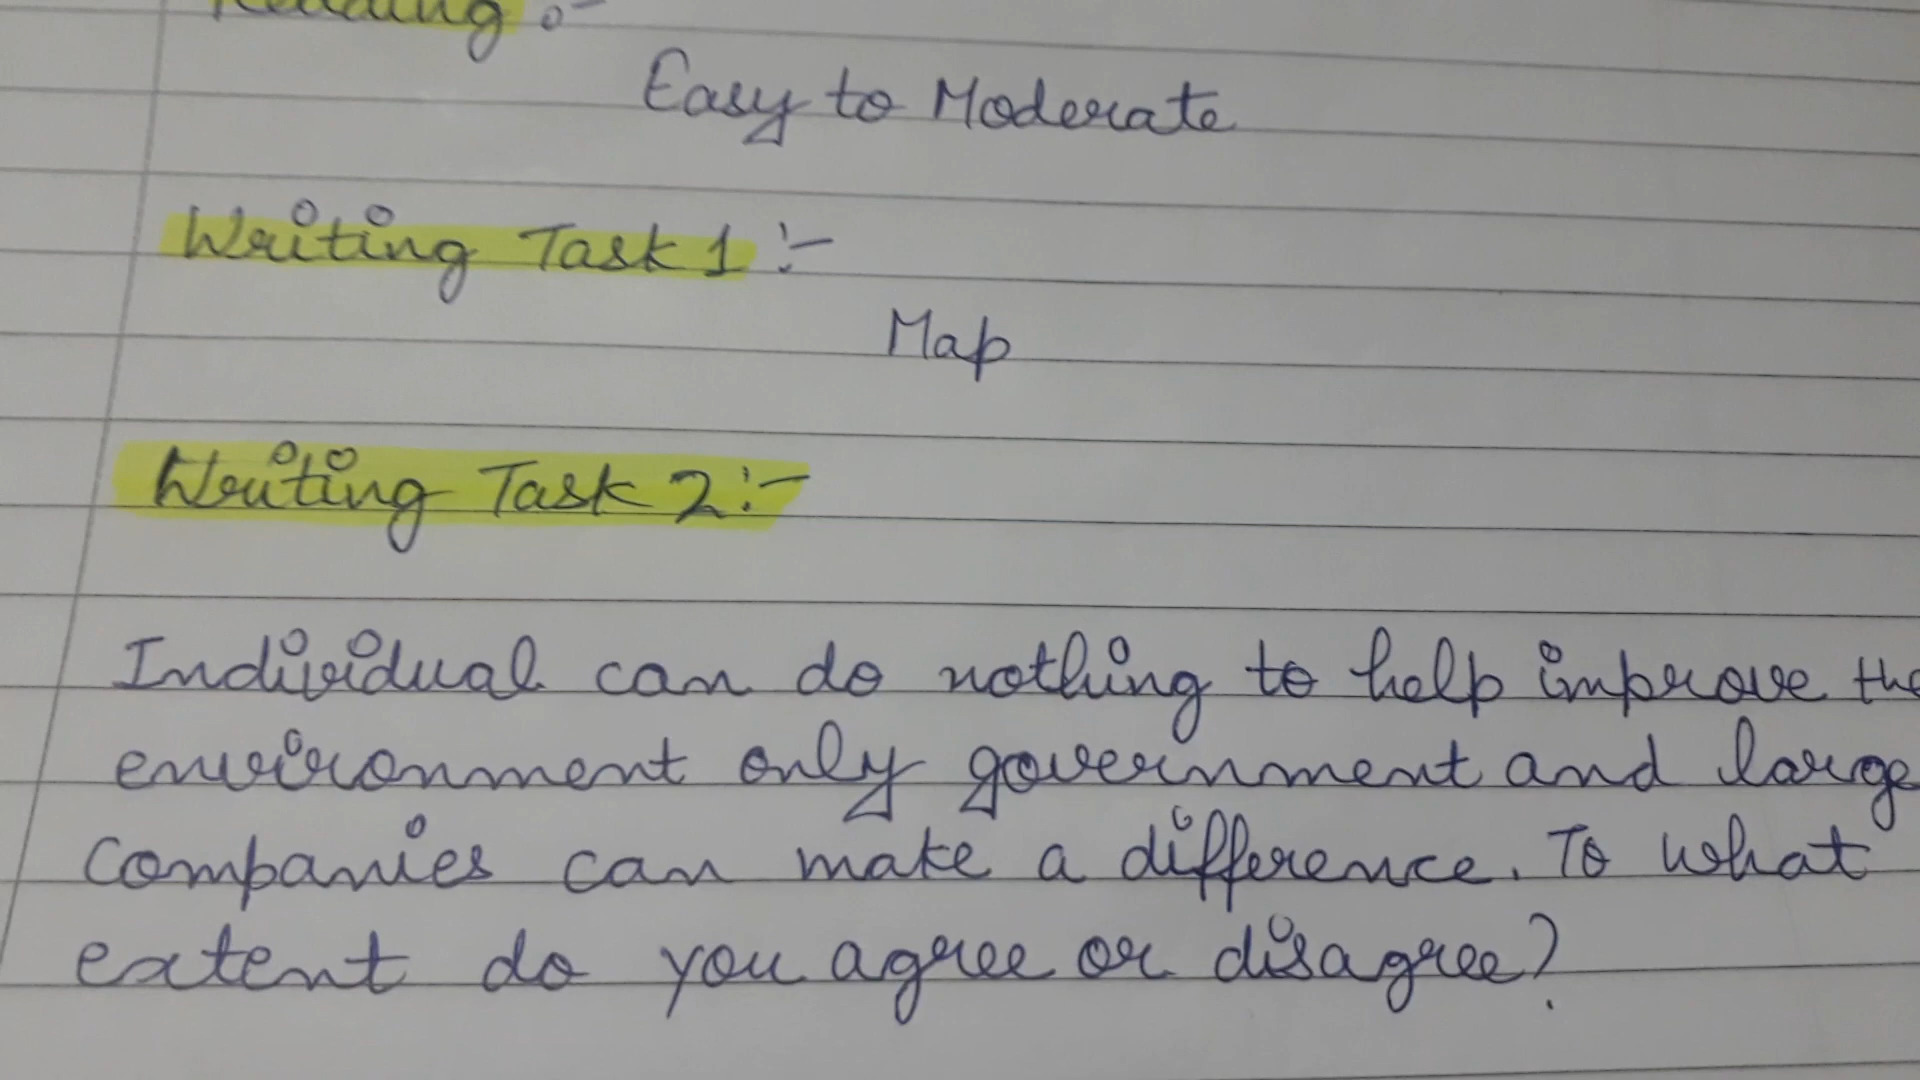 Reading :-
Easy to Moderate
Writing Task 1 :-
Map
Writing Task 2 :-
Individual can do nothing to help improve the
environment only government and large
companies can make a difference. To what
extent do you agree or disagree?